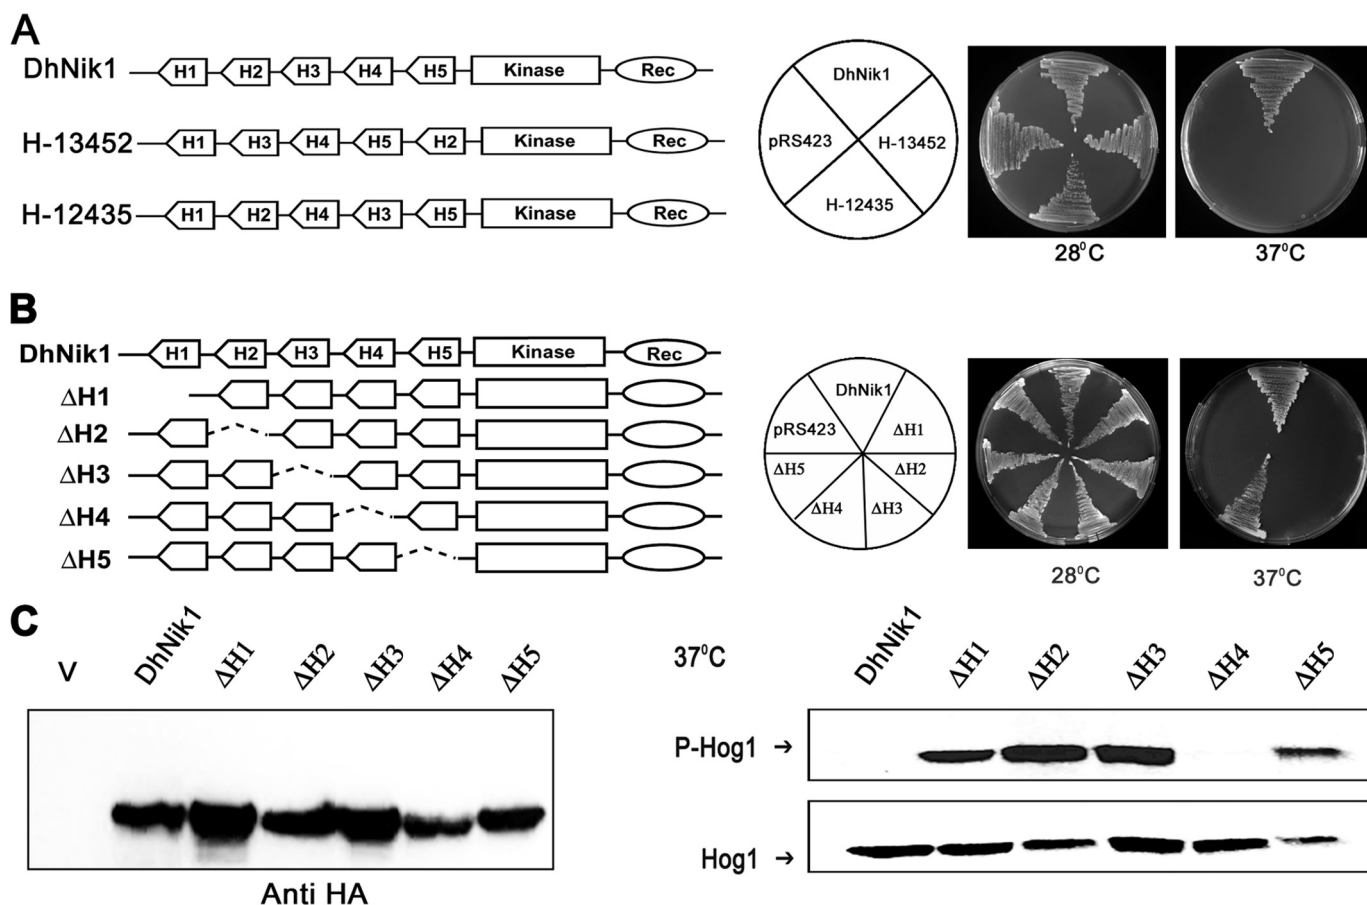 A
DhNik1 H1 H2 H3 H4 H5 Kinase Rec
H-13452 H1 H3 H4 H5 H2 Kinase Rec
H-12435 H1 H2 H4 H3 H5 Kinase Rec
DhNik1
pRS423 H-13452
H-12435
28⁰C 37⁰C
B
DhNik1 H1 H2 H3 H4 H5 Kinase Rec
ΔH1
ΔH2
ΔH3
ΔH4
ΔH5
DhNik1
pRS423 ΔH1
ΔH5 ΔH2
ΔH4 ΔH3
28⁰C 37⁰C
C
V DhNik1 ΔH1 ΔH2 ΔH3 ΔH4 ΔH5
Anti HA
37⁰C DhNik1 ΔH1 ΔH2 ΔH3 ΔH4 ΔH5
P-Hog1 →
Hog1 →